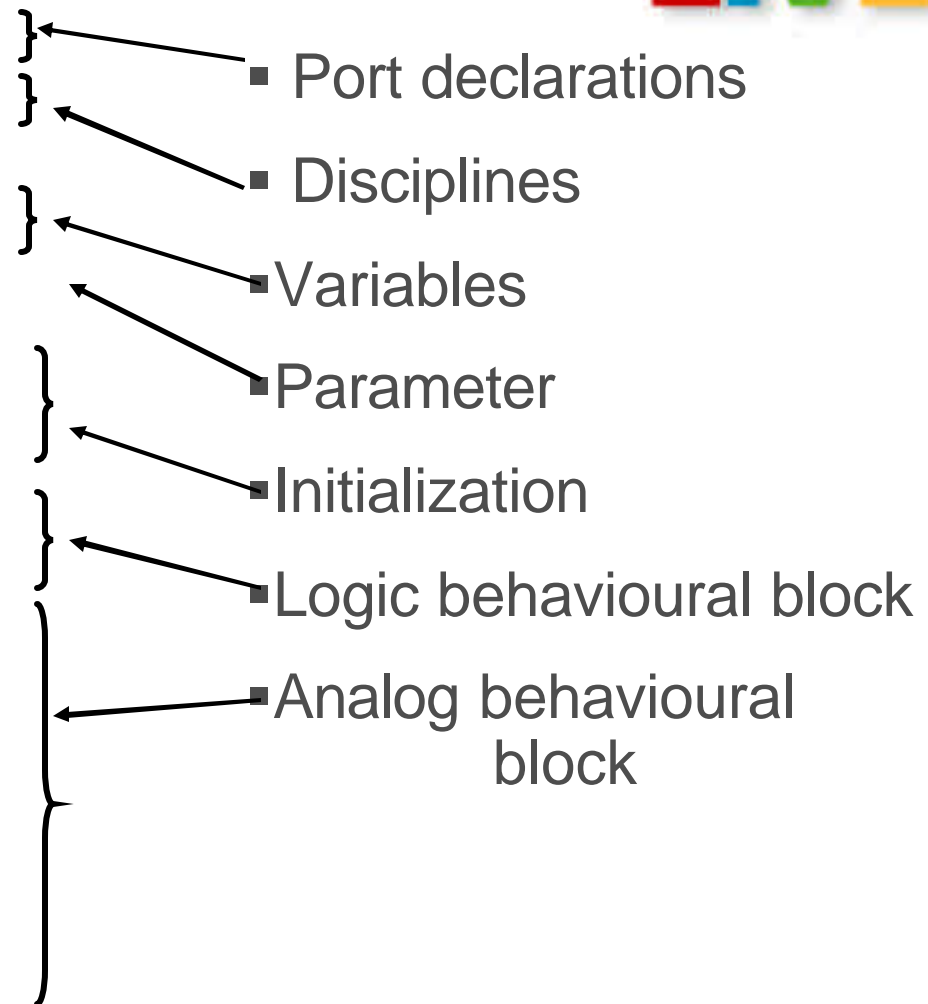 ▪ Port declarations
▪ Disciplines
▪Variables
▪Parameter
▪Initialization
▪Logic behavioural block
▪Analog behavioural
block